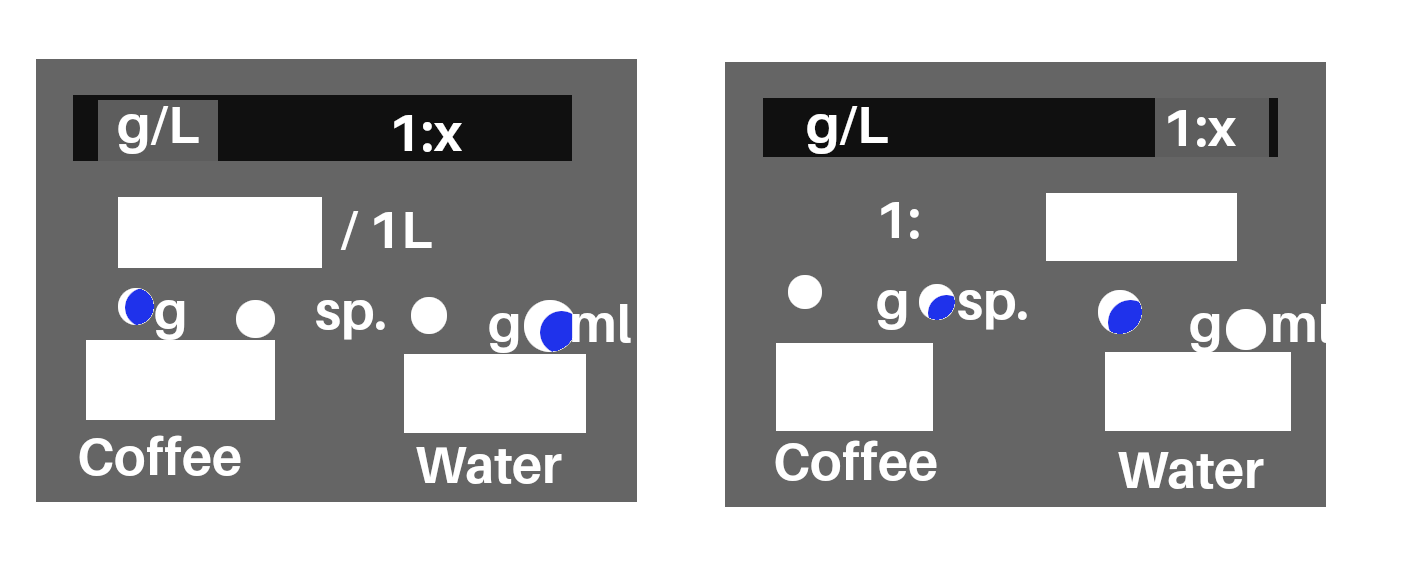 g/L 1:x
/ 1L
g sp. g ml
Coffee Water
g/L 1:x
1:
g sp. g ml
Coffee Water